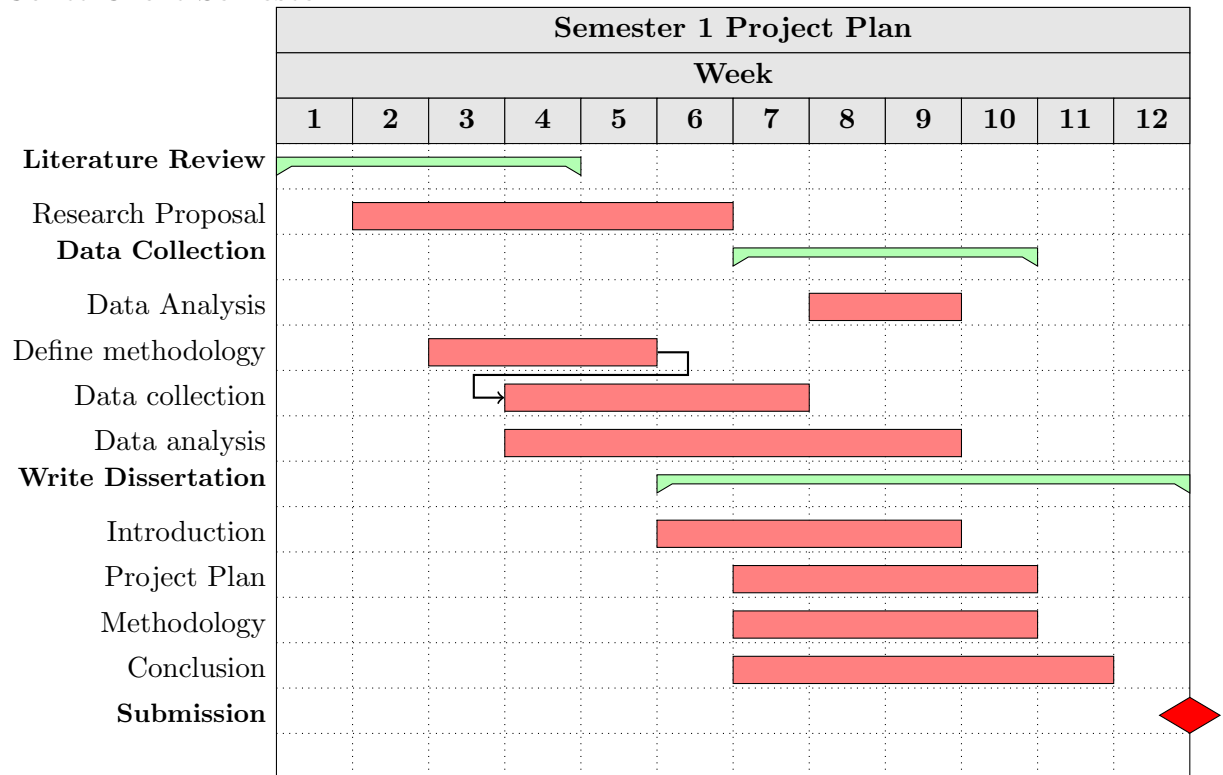 Semester 1 Project Plan
Week
1 2 3 4 5 6 7 8 9 10 11 12
Literature Review
Research Proposal
Data Collection
Data Analysis
Define methodology
Data collection
Data analysis
Write Dissertation
Introduction
Project Plan
Methodology
Conclusion
Submission